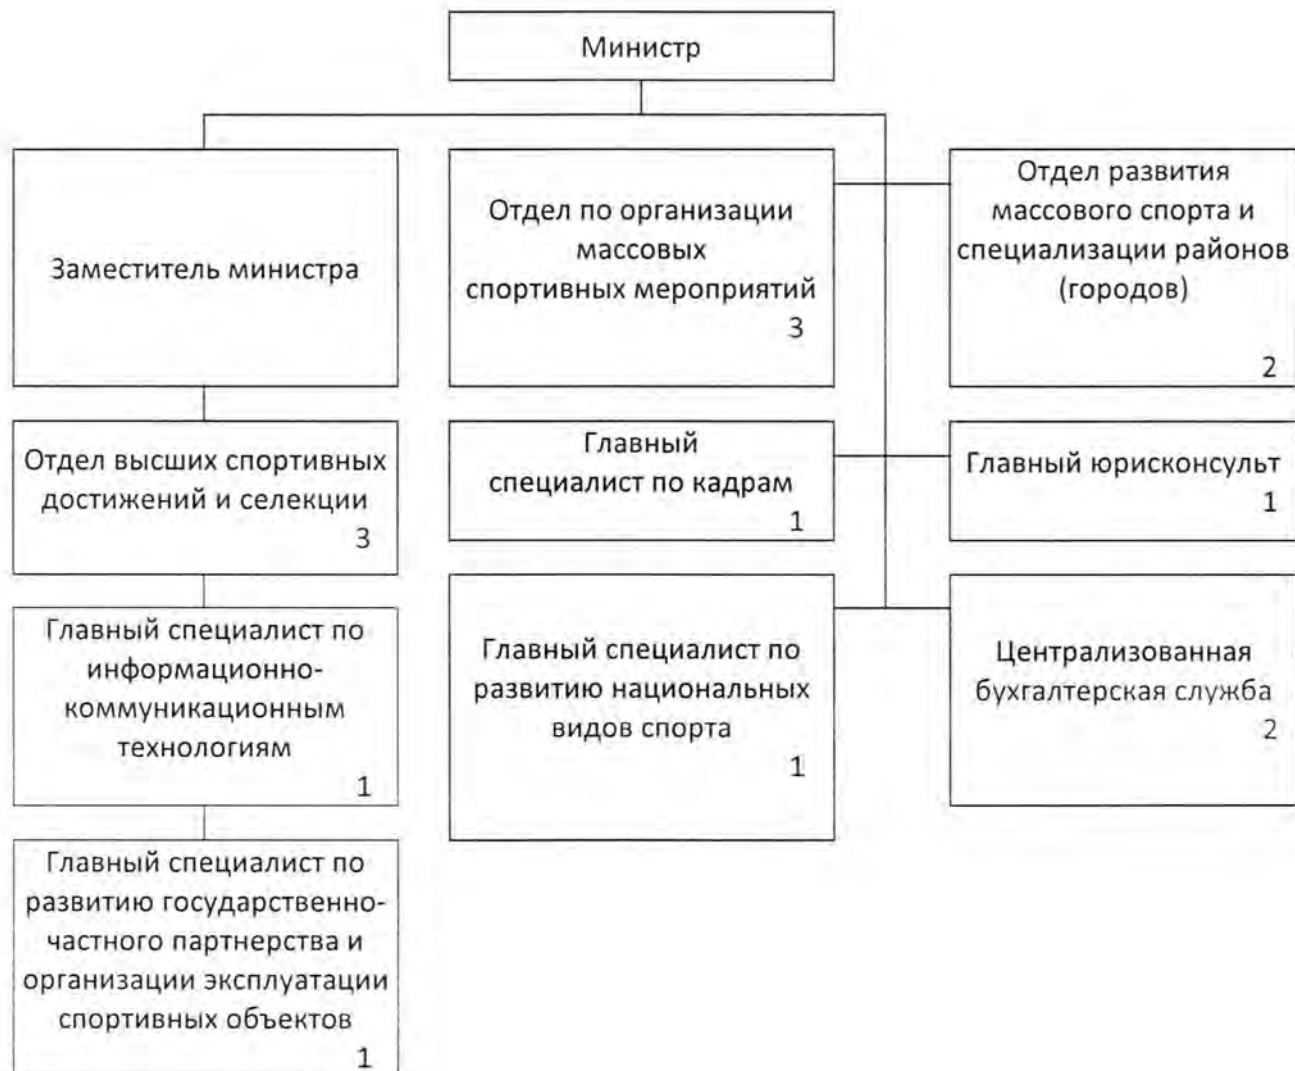 Министр
Заместитель министра
Отдел по организации
массовых
спортивных мероприятий
3
Отдел развития
массового спорта и
специализации районов
(городов)
2
Отдел высших спортивных
достижений и селекции
3
Главный
специалист по кадрам
1
Главный юрисконсульт
1
Главный специалист по
информационно-
коммуникационным
технологиям
1
Главный специалист по
развитию национальных
видов спорта
1
Централизованная
бухгалтерская служба
2
Главный специалист по
развитию государственно-
частного партнерства и
организации эксплуатации
спортивных объектов
1